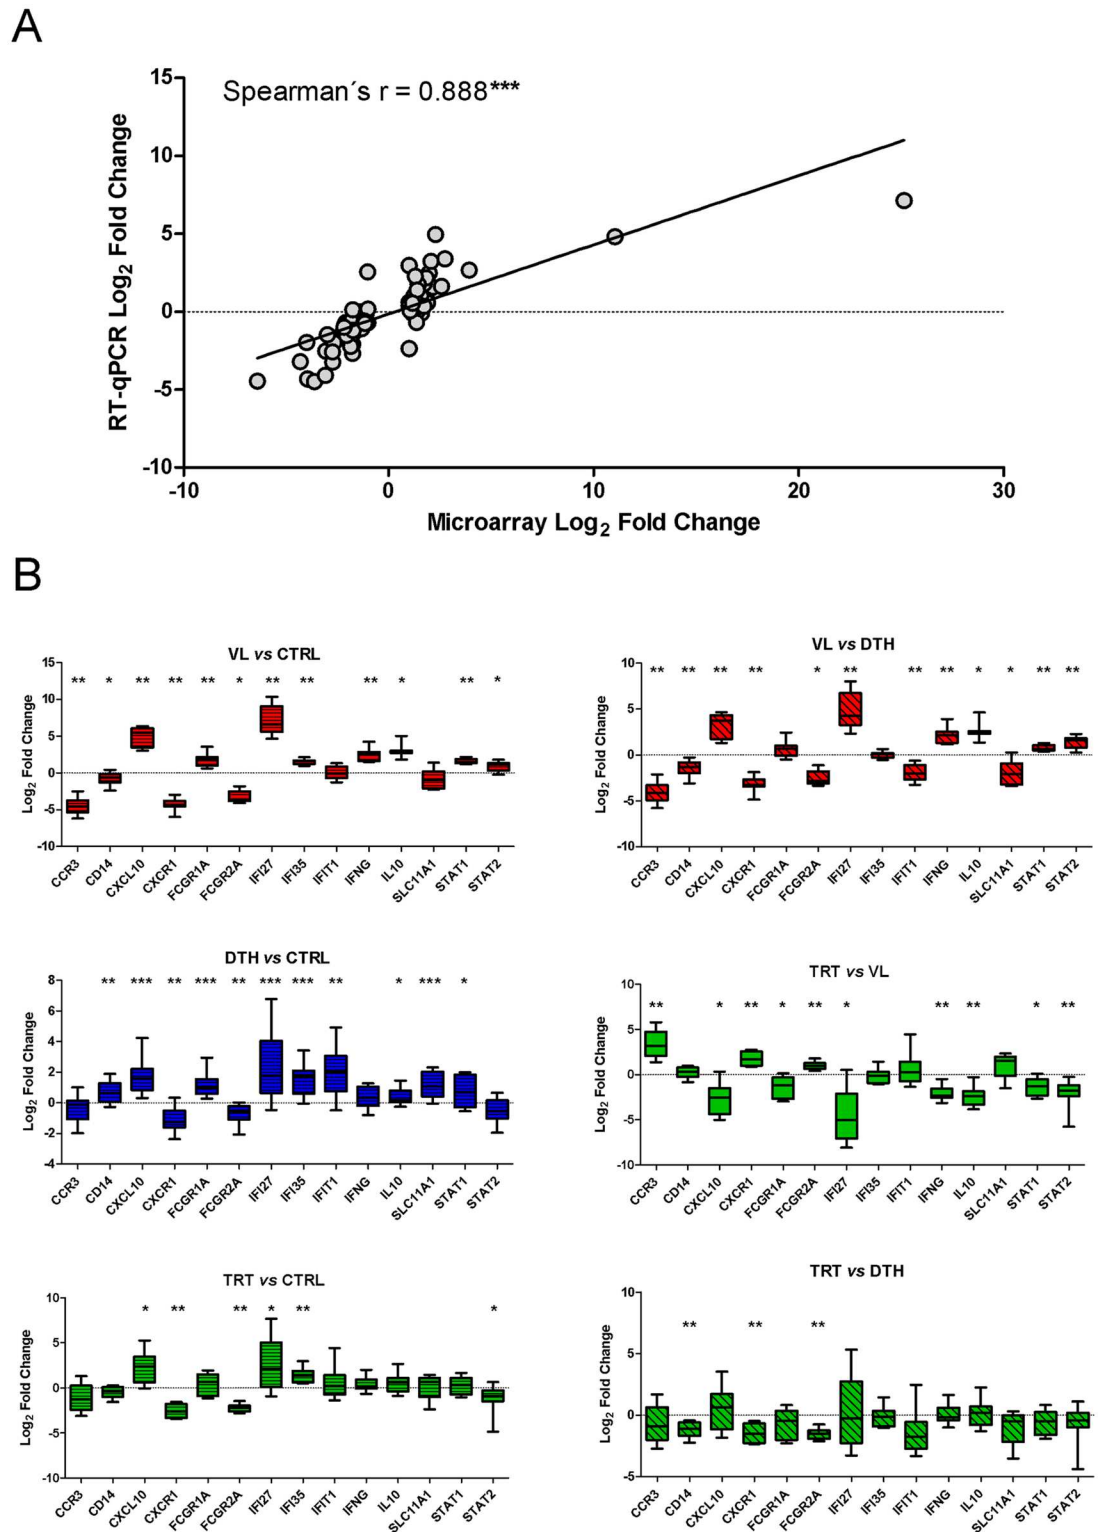 A
Spearman´s r = 0.888***
15
10
5
0
-5
-10
RT-qPCR Log2 Fold Change
-10 0 10 20 30
Microarray Log2 Fold Change
B
VL vs CTRL
** * ** ** ** * ** ** ** * ** *
15
10
5
0
-5
-10
Log2 Fold Change
CCR3 CD14 CXCL10 CXCR1 FCGR1A FCGR2A IFI27 IFI35 IFIT1 IFNG IL10 SLC11A1 STAT1 STAT2
VL vs DTH
** ** ** ** * ** ** ** * * ** **
10
5
0
-5
-10
Log2 Fold Change
CCR3 CD14 CXCL10 CXCR1 FCGR1A FCGR2A IFI27 IFI35 IFIT1 IFNG IL10 SLC11A1 STAT1 STAT2
DTH vs CTRL
** *** ** *** ** *** *** ** * *** *
8
6
4
2
0
-2
-4
Log2 Fold Change
CCR3 CD14 CXCL10 CXCR1 FCGR1A FCGR2A IFI27 IFI35 IFIT1 IFNG IL10 SLC11A1 STAT1 STAT2
TRT vs VL
** * ** * ** * ** ** * **
10
5
0
-5
-10
Log2 Fold Change
CCR3 CD14 CXCL10 CXCR1 FCGR1A FCGR2A IFI27 IFI35 IFIT1 IFNG IL10 SLC11A1 STAT1 STAT2
TRT vs CTRL
* ** ** * ** *
10
5
0
-5
-10
Log2 Fold Change
CCR3 CD14 CXCL10 CXCR1 FCGR1A FCGR2A IFI27 IFI35 IFIT1 IFNG IL10 SLC11A1 STAT1 STAT2
TRT vs DTH
** ** **
10
5
0
-5
Log2 Fold Change
CCR3 CD14 CXCL10 CXCR1 FCGR1A FCGR2A IFI27 IFI35 IFIT1 IFNG IL10 SLC11A1 STAT1 STAT2